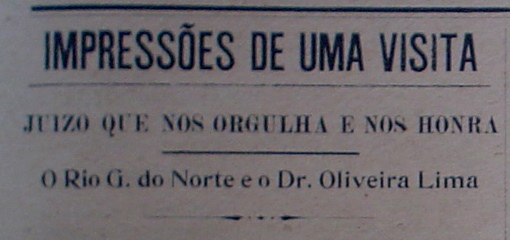 IMPRESSÕES DE UMA VISITA
JUIZO QUE NOS ORGULHA E NOS HONRA
O Rio G. do Norte e o Dr. Oliveira Lima